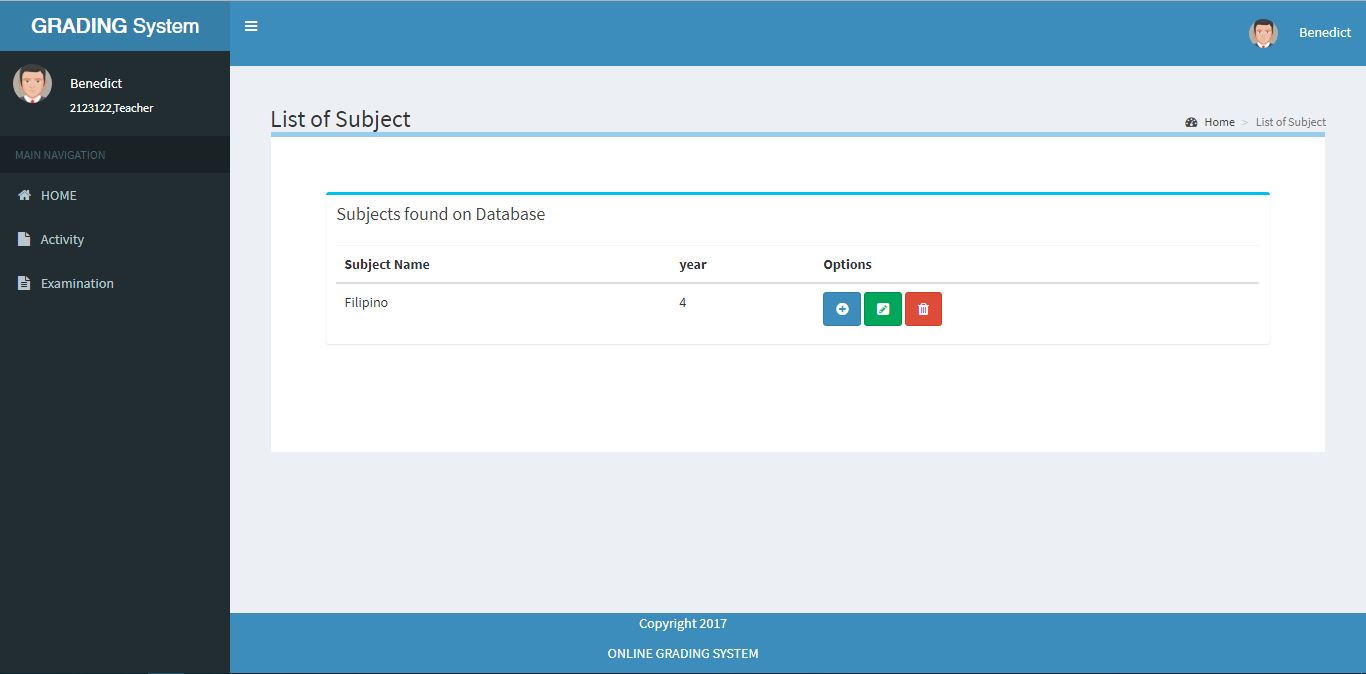 GRADING System
Benedict
Benedict
2123122,Teacher
MAIN NAVIGATION
HOME
Activity
Examination
List of Subject
Home > List of Subject
Subjects found on Database
Subject Name year Options
Filipino 4
Copyright 2017
ONLINE GRADING SYSTEM